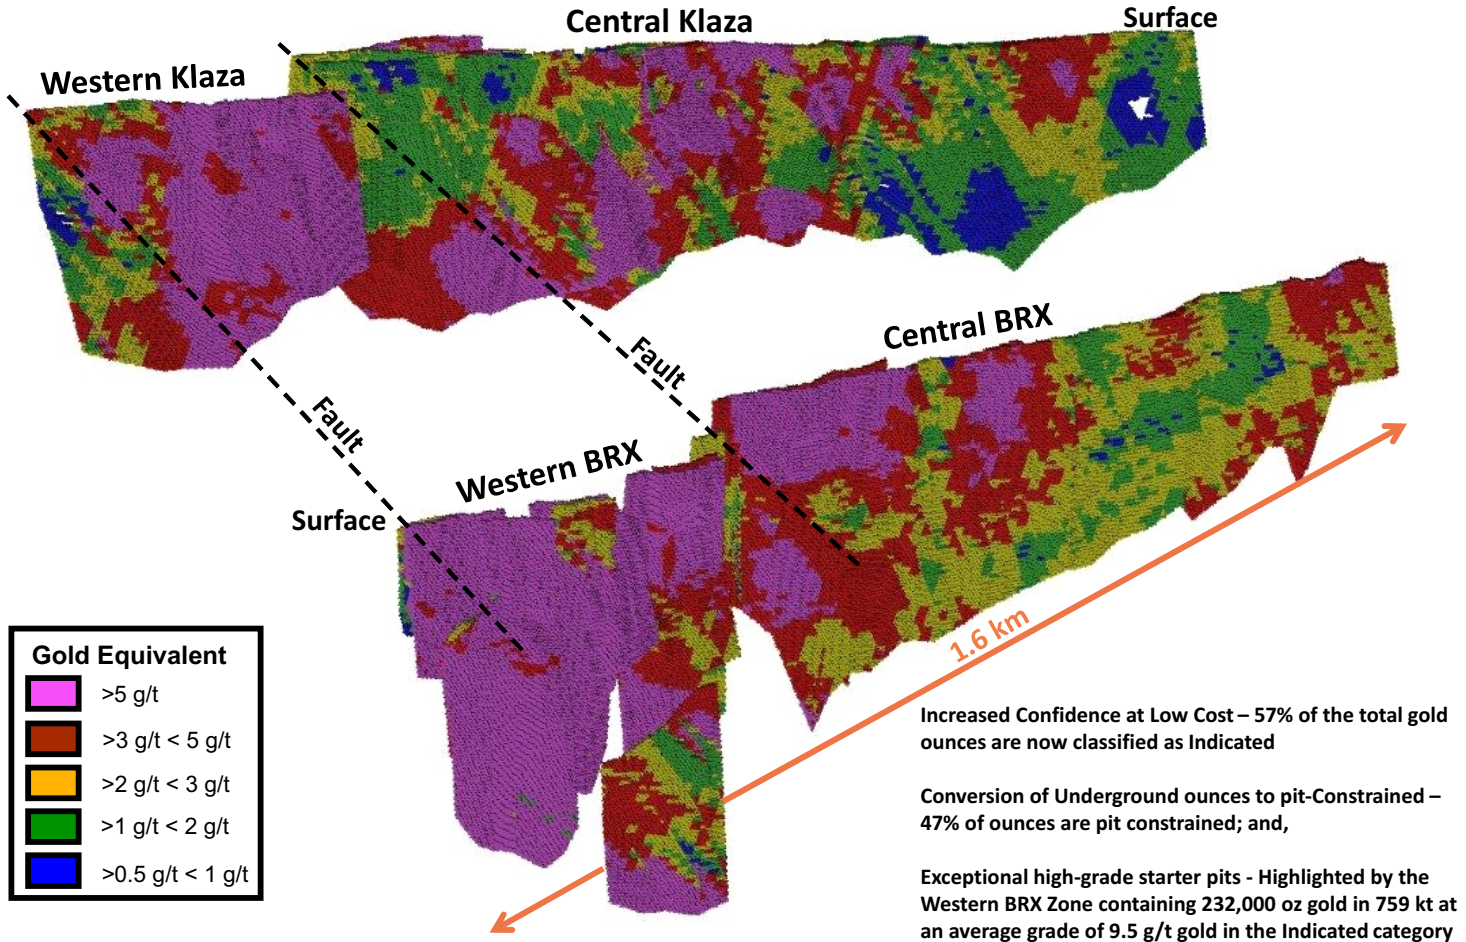 Central Klaza
Surface
Western Klaza
Central BRX
Fault
Fault
Western BRX
Surface
1.6 km
Gold Equivalent
>5 g/t
>3 g/t < 5 g/t
>2 g/t < 3 g/t
>1 g/t < 2 g/t
>0.5 g/t < 1 g/t
Increased Confidence at Low Cost – 57% of the total gold
ounces are now classified as Indicated
Conversion of Underground ounces to pit-Constrained –
47% of ounces are pit constrained; and,
Exceptional high-grade starter pits - Highlighted by the
Western BRX Zone containing 232,000 oz gold in 759 kt at
an average grade of 9.5 g/t gold in the Indicated category